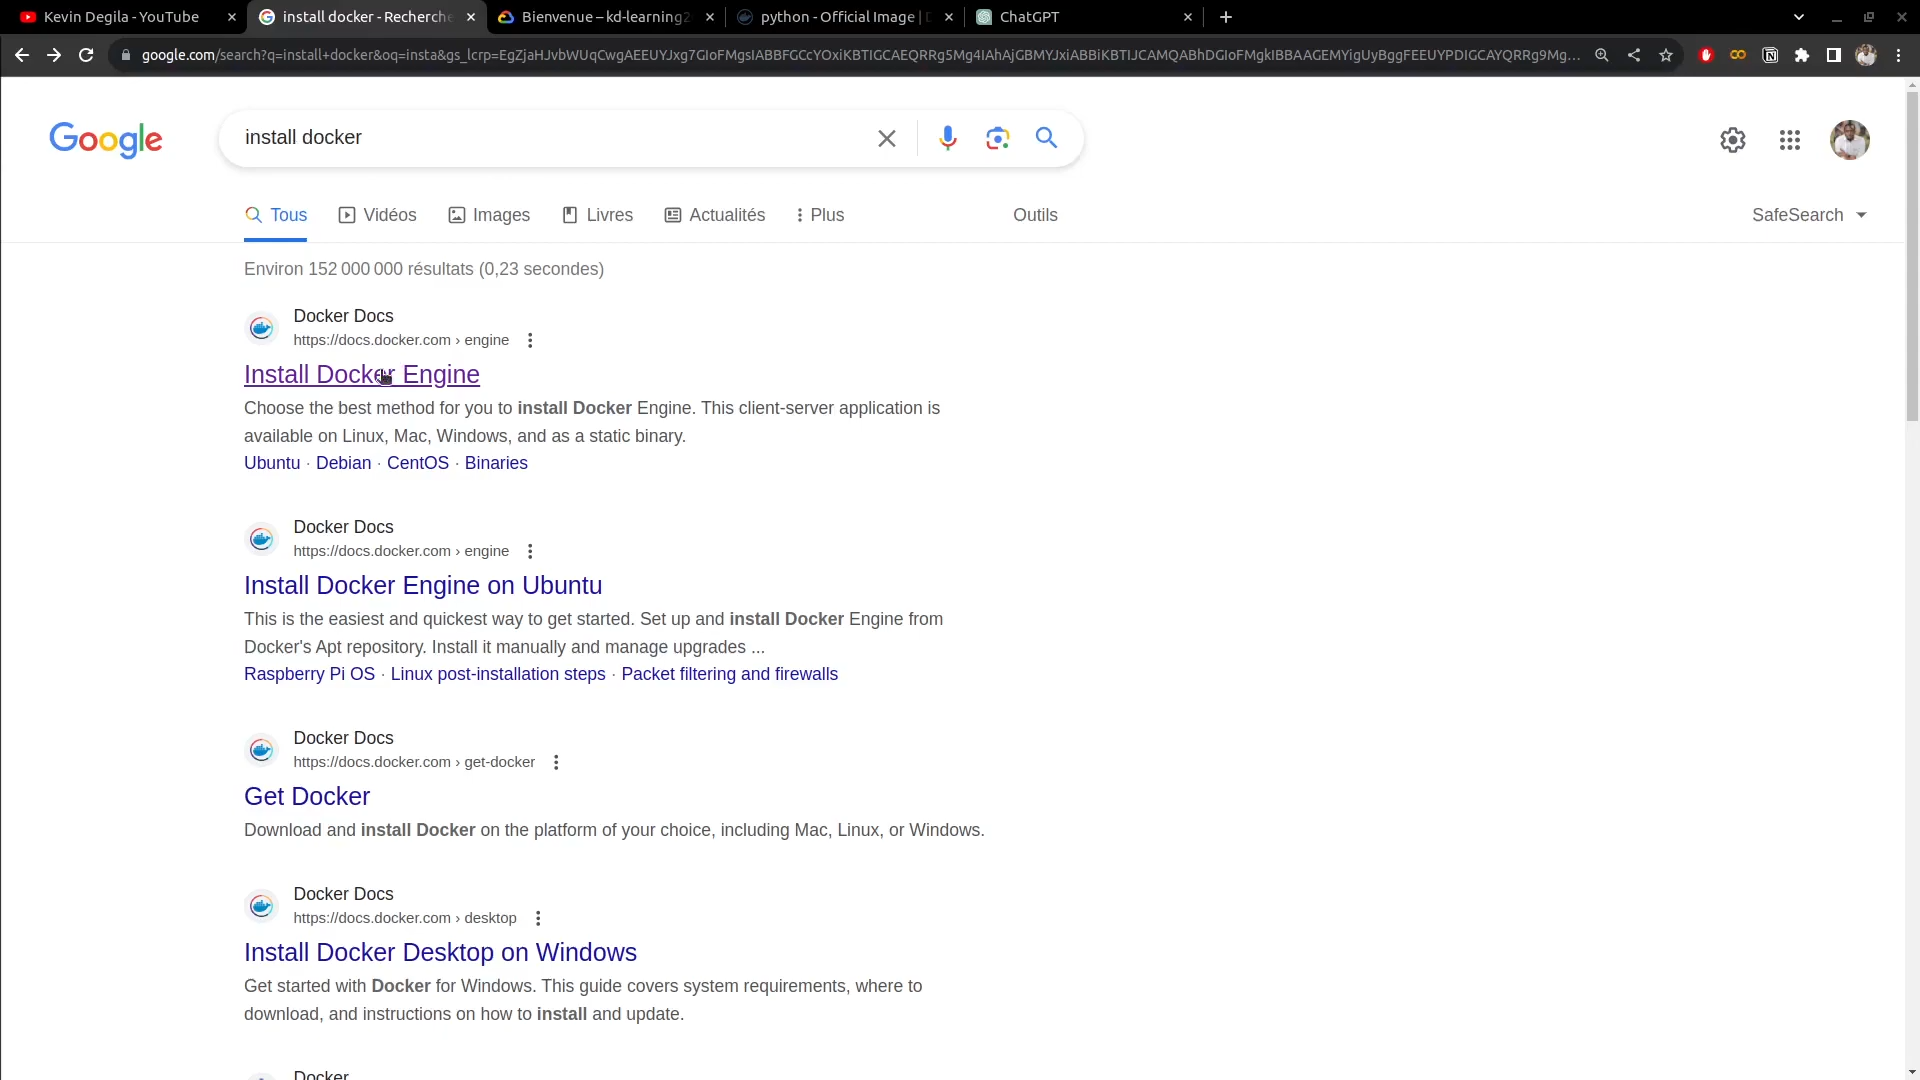 Kevin Degila - YouTube
install docker - Recherche
Bienvenue – kd-learning2
python - Official Image |
ChatGPT
google.com/search?q=install+docker&oq=insta&gs_lcrp=EgZjaHJvbWUqCwgAEEUYJxg7GIoFMgsIABBFGCcYOxiKBTIGCAEQRRg5Mg4IAhAjGBMYJxiABBiKBTIJCAMQABhDGIoFMgkIBBAAGEMYigUyBggFEEUYPDIGCAYQRRg9Mg...
Google
install docker
Tous
Vidéos
Images
Livres
Actualités
Plus
Outils
SafeSearch
Environ 152 000 000 résultats (0,23 secondes)
Docker Docs
https://docs.docker.com › engine
Install Docker Engine
Choose the best method for you to install Docker Engine. This client-server application is
available on Linux, Mac, Windows, and as a static binary.
Ubuntu · Debian · CentOS · Binaries
Docker Docs
https://docs.docker.com › engine
Install Docker Engine on Ubuntu
This is the easiest and quickest way to get started. Set up and install Docker Engine from
Docker's Apt repository. Install it manually and manage upgrades ...
Raspberry Pi OS · Linux post-installation steps · Packet filtering and firewalls
Docker Docs
https://docs.docker.com › get-docker
Get Docker
Download and install Docker on the platform of your choice, including Mac, Linux, or Windows.
Docker Docs
https://docs.docker.com › desktop
Install Docker Desktop on Windows
Get started with Docker for Windows. This guide covers system requirements, where to
download, and instructions on how to install and update.
Docker